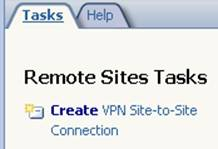 Tasks Help
Remote Sites Tasks
Create VPN Site-to-Site
Connection